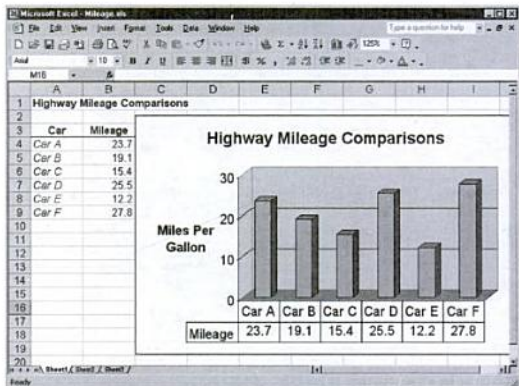 Microsoft Excel - Mileage.xls
File Edit View Insert Format Tools Data Window Help Type a question for help
125%
Arial 10 B I U $ % ,
M16 fx
A B C D E F G H I
1 Highway Mileage Comparisons
2
3 Car Mileage
4 Car A 23.7
5 Car B 19.1
6 Car C 15.4
7 Car D 25.5
8 Car E 12.2
9 Car F 27.8
10
11
12
13
14
15
16
17
18
19
20
Highway Mileage Comparisons
Miles Per
Gallon
30
20
10
0
Car A Car B Car C Car D Car E Car F
Mileage 23.7 19.1 15.4 25.5 12.2 27.8
Sheet1 / Sheet2 / Sheet3 /
Ready